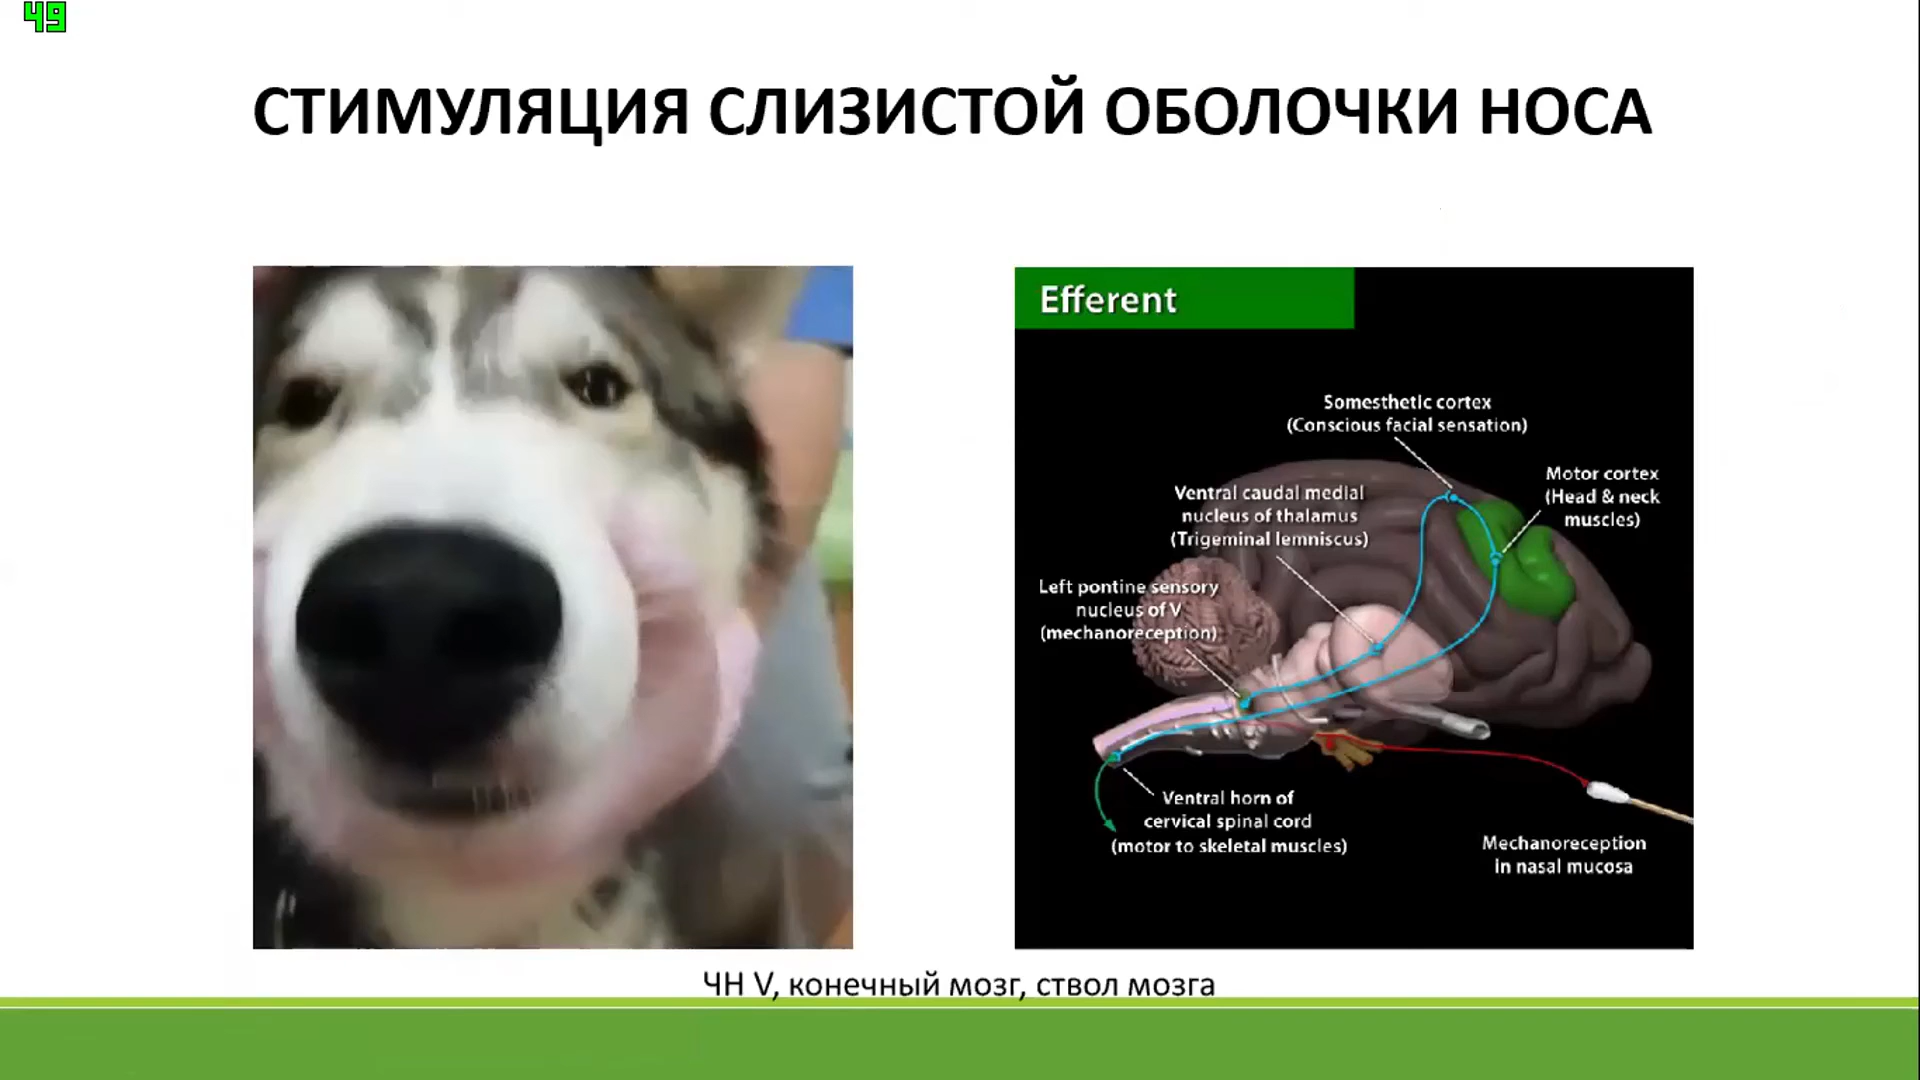 49
СТИМУЛЯЦИЯ СЛИЗИСТОЙ ОБОЛОЧКИ НОСА
Efferent
Somesthetic cortex
(Conscious facial sensation)
Motor cortex
(Head & neck
muscles)
Ventral caudal medial
nucleus of thalamus
(Trigeminal lemniscus)
Left pontine sensory
nucleus of V
(mechanoreception)
Ventral horn of
cervical spinal cord
(motor to skeletal muscles)
Mechanoreception
in nasal mucosa
ЧН V, конечный мозг, ствол мозга